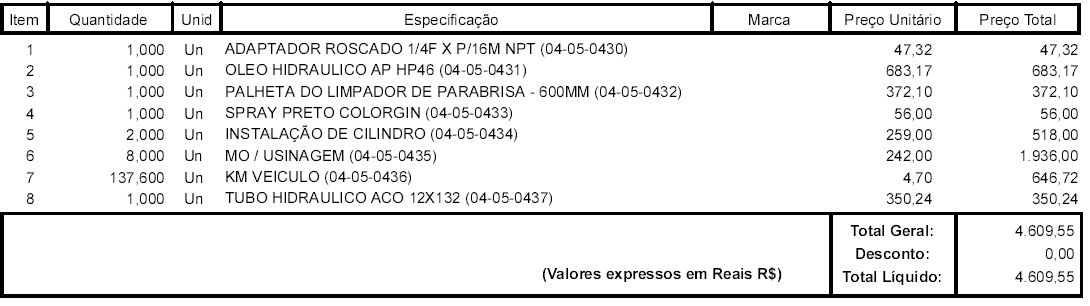 Item Quantidade Unid Especificação Marca Preço Unitário Preço Total
1 1,000 Un ADAPTADOR ROSCADO 1/4F X P/16M NPT (04-05-0430) 47,32 47,32
2 1,000 Un OLEO HIDRAULICO AP HP46 (04-05-0431) 683,17 683,17
3 1,000 Un PALHETA DO LIMPADOR DE PARABRISA - 600MM (04-05-0432) 372,10 372,10
4 1,000 Un SPRAY PRETO COLORGIN (04-05-0433) 56,00 56,00
5 2,000 Un INSTALAÇÃO DE CILINDRO (04-05-0434) 259,00 518,00
6 8,000 Un MO / USINAGEM (04-05-0435) 242,00 1.936,00
7 137,600 Un KM VEICULO (04-05-0436) 4,70 646,72
8 1,000 Un TUBO HIDRAULICO ACO 12X132 (04-05-0437) 350,24 350,24
Total Geral: 4.609,55
Desconto: 0,00
(Valores expressos em Reais R$) Total Líquido: 4.609,55